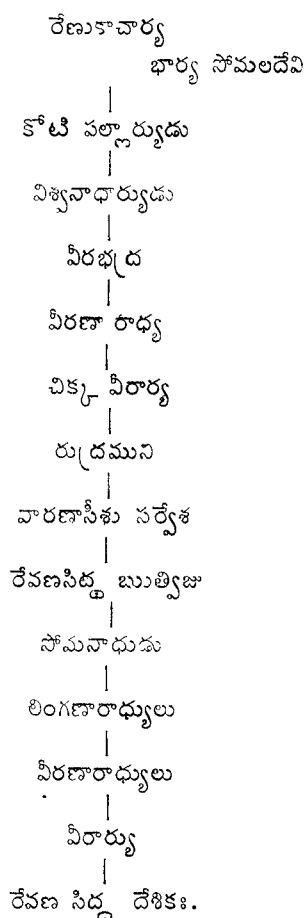 రేణుకాచార్య
భార్య సోమలదేవి
కోటి పల్లార్యుడు
విశ్వనాధార్యుడు
వీరభద్ర
వీరణా రాధ్య
చిక్క వీరార్య
రుద్రముని
వారణాసీశు సర్వేశ
రేవణసిద్ధ ఋత్విజు
సోమనాధుడు
లింగణారాధ్యులు
వీరణారాధ్యులు
వీరార్యు
రేవణ సిద్ధ దేశికః.